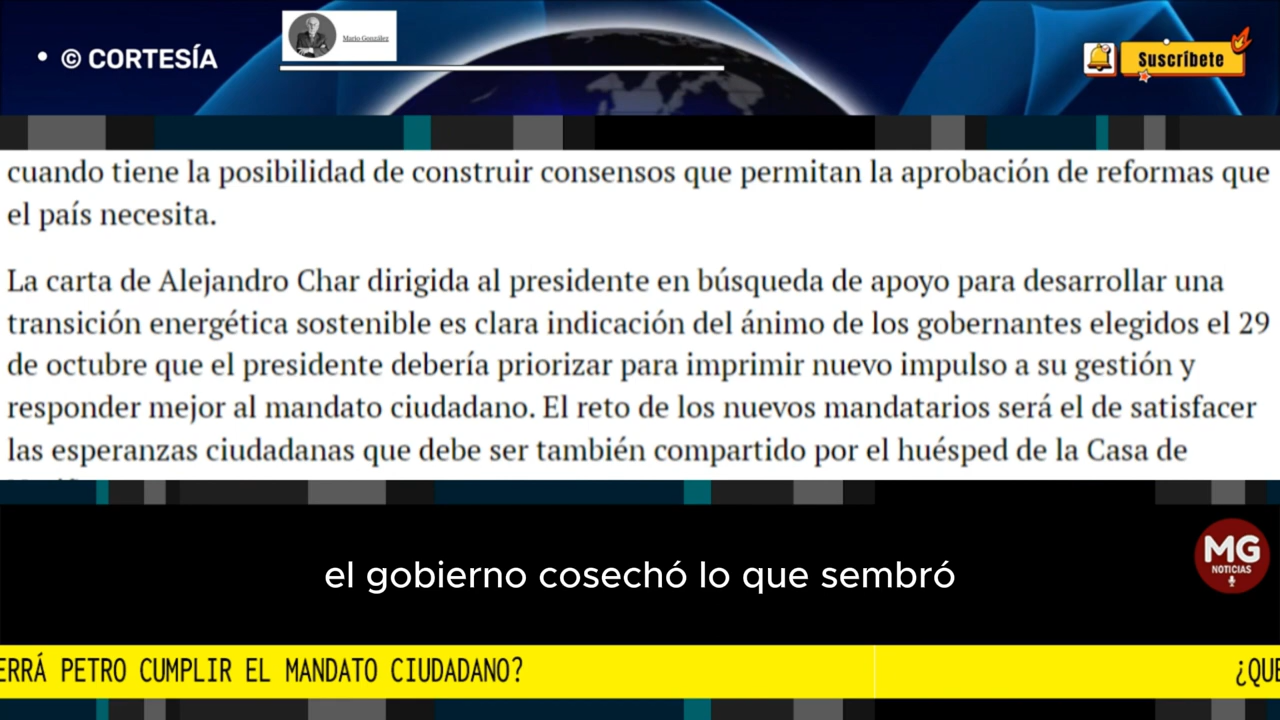 • © CORTESÍA
Mario González
Suscríbete
cuando tiene la posibilidad de construir consensos que permitan la aprobación de reformas que
el país necesita.
La carta de Alejandro Char dirigida al presidente en búsqueda de apoyo para desarrollar una
transición energética sostenible es clara indicación del ánimo de los gobernantes elegidos el 29
de octubre que el presidente debería priorizar para imprimir nuevo impulso a su gestión y
responder mejor al mandato ciudadano. El reto de los nuevos mandatarios será el de satisfacer
las esperanzas ciudadanas que debe ser también compartido por el huésped de la Casa de
el gobierno cosechó lo que sembró
MG
NOTICIAS
ERRÁ PETRO CUMPLIR EL MANDATO CIUDADANO? ¿QUE